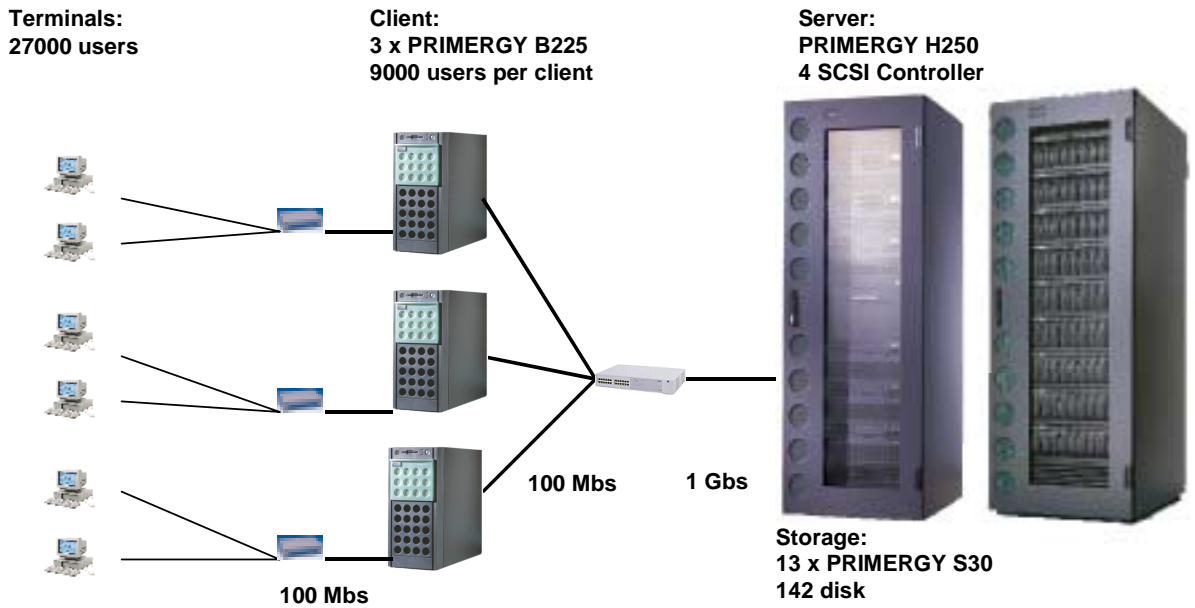 Terminals:
27000 users
Client:
3 x PRIMERGY B225
9000 users per client
Server:
PRIMERGY H250
4 SCSI Controller
100 Mbs
1 Gbs
Storage:
13 x PRIMERGY S30
142 disk
100 Mbs